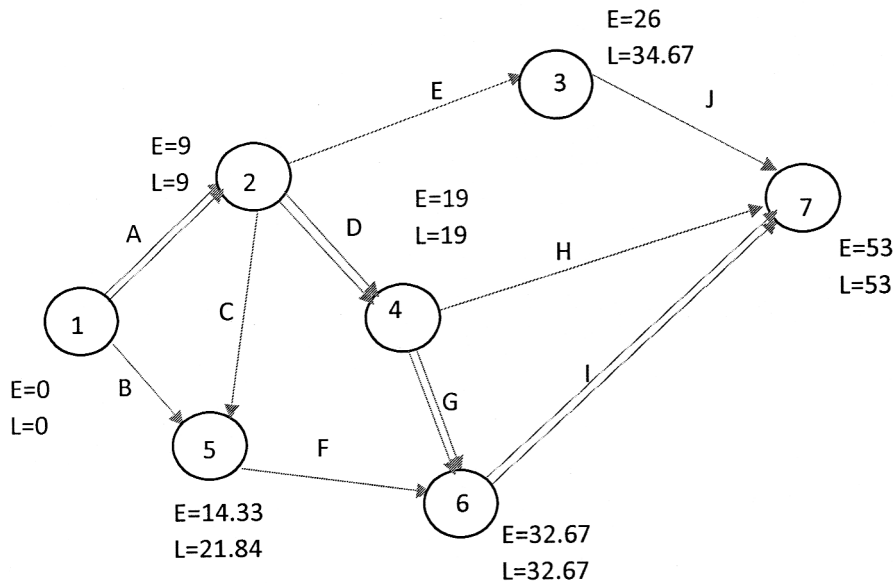 E=26
L=34.67
3
E
J
E=9
L=9
2
E=19
L=19
7
A
D
H
E=53
L=53
1
C
4
I
E=0
L=0
B
G
5
F
6
E=14.33
L=21.84
E=32.67
L=32.67